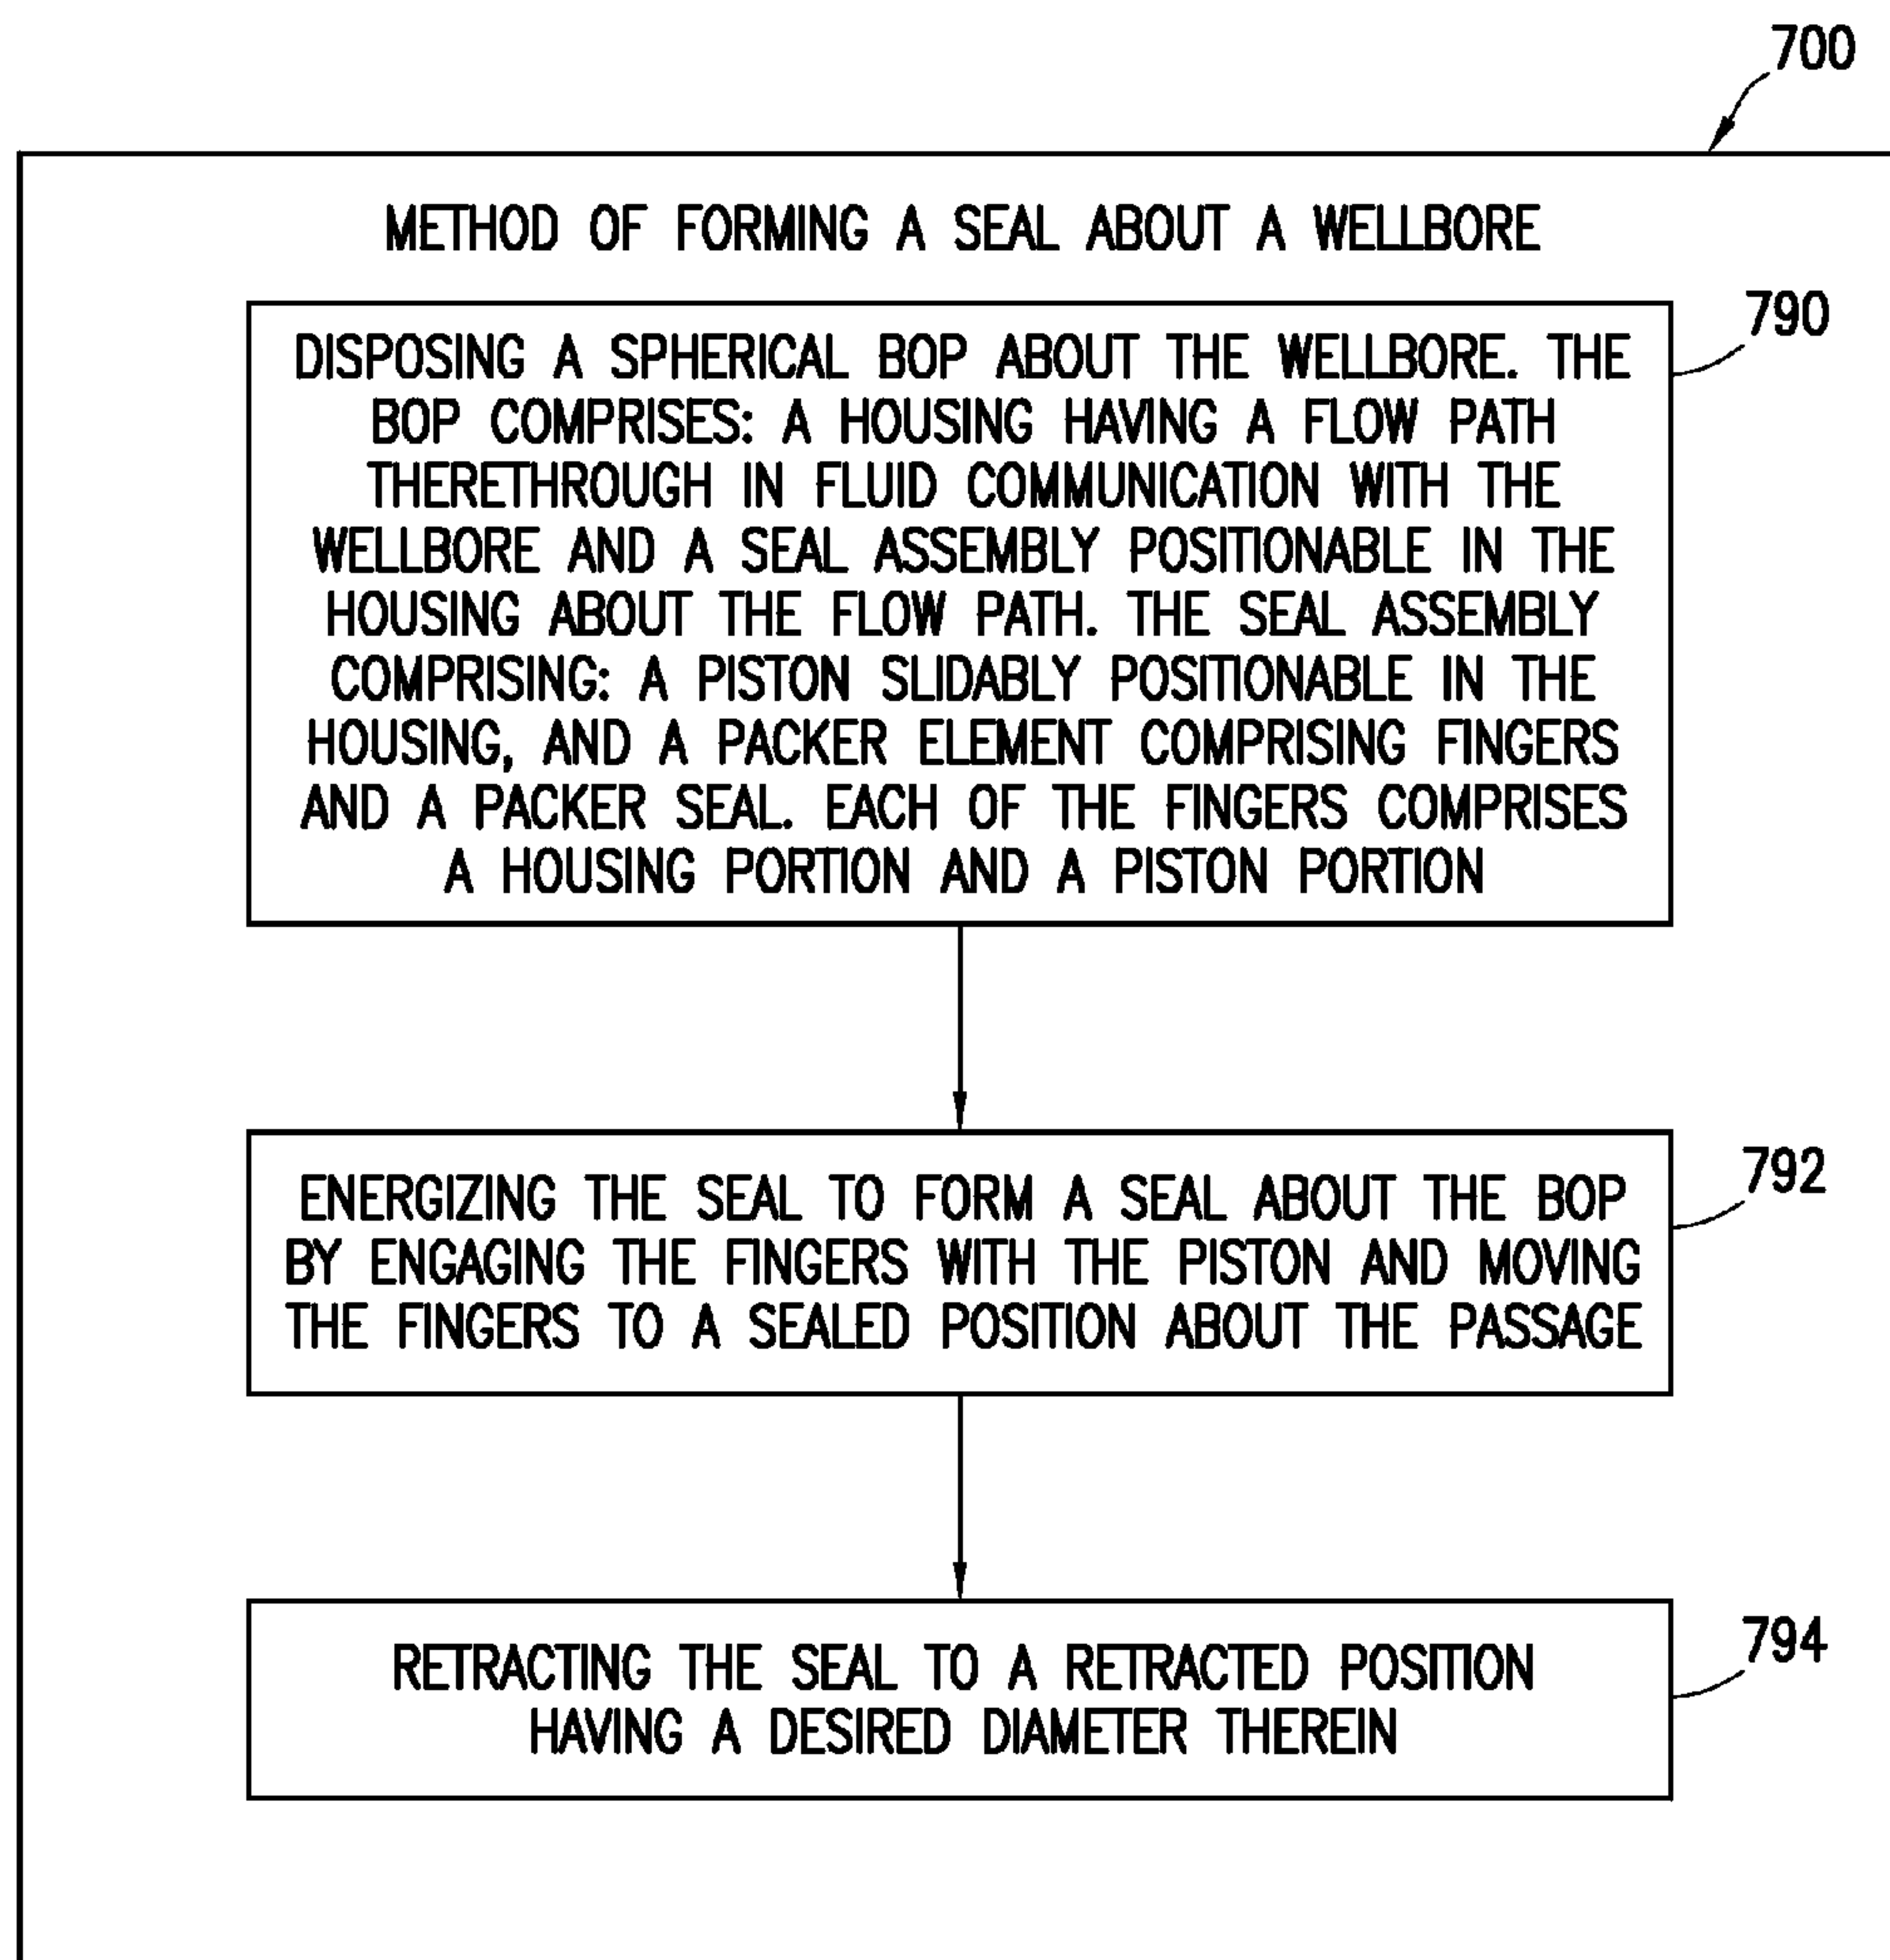 700
METHOD OF FORMING A SEAL ABOUT A WELLBORE
790
DISPOSING A SPHERICAL BOP ABOUT THE WELLBORE. THE
BOP COMPRISES: A HOUSING HAVING A FLOW PATH
THERETHROUGH IN FLUID COMMUNICATION WITH THE
WELLBORE AND A SEAL ASSEMBLY POSITIONABLE IN THE
HOUSING ABOUT THE FLOW PATH. THE SEAL ASSEMBLY
COMPRISING: A PISTON SLIDABLY POSITIONABLE IN THE
HOUSING, AND A PACKER ELEMENT COMPRISING FINGERS
AND A PACKER SEAL. EACH OF THE FINGERS COMPRISES
A HOUSING PORTION AND A PISTON PORTION
792
ENERGIZING THE SEAL TO FORM A SEAL ABOUT THE BOP
BY ENGAGING THE FINGERS WITH THE PISTON AND MOVING
THE FINGERS TO A SEALED POSITION ABOUT THE PASSAGE
794
RETRACTING THE SEAL TO A RETRACTED POSITION
HAVING A DESIRED DIAMETER THEREIN